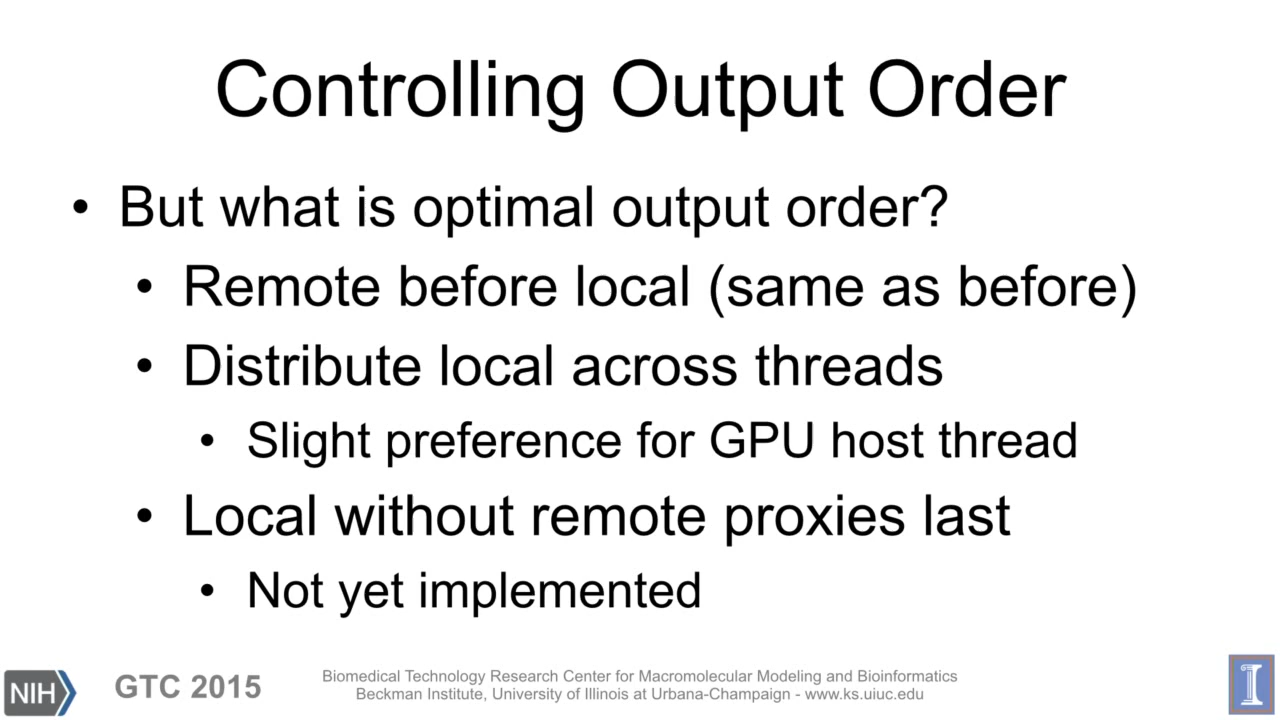 Controlling Output Order
• But what is optimal output order?
• Remote before local (same as before)
• Distribute local across threads
• Slight preference for GPU host thread
• Local without remote proxies last
• Not yet implemented
NIH
GTC 2015
Biomedical Technology Research Center for Macromolecular Modeling and Bioinformatics
Beckman Institute, University of Illinois at Urbana-Champaign - www.ks.uiuc.edu
I